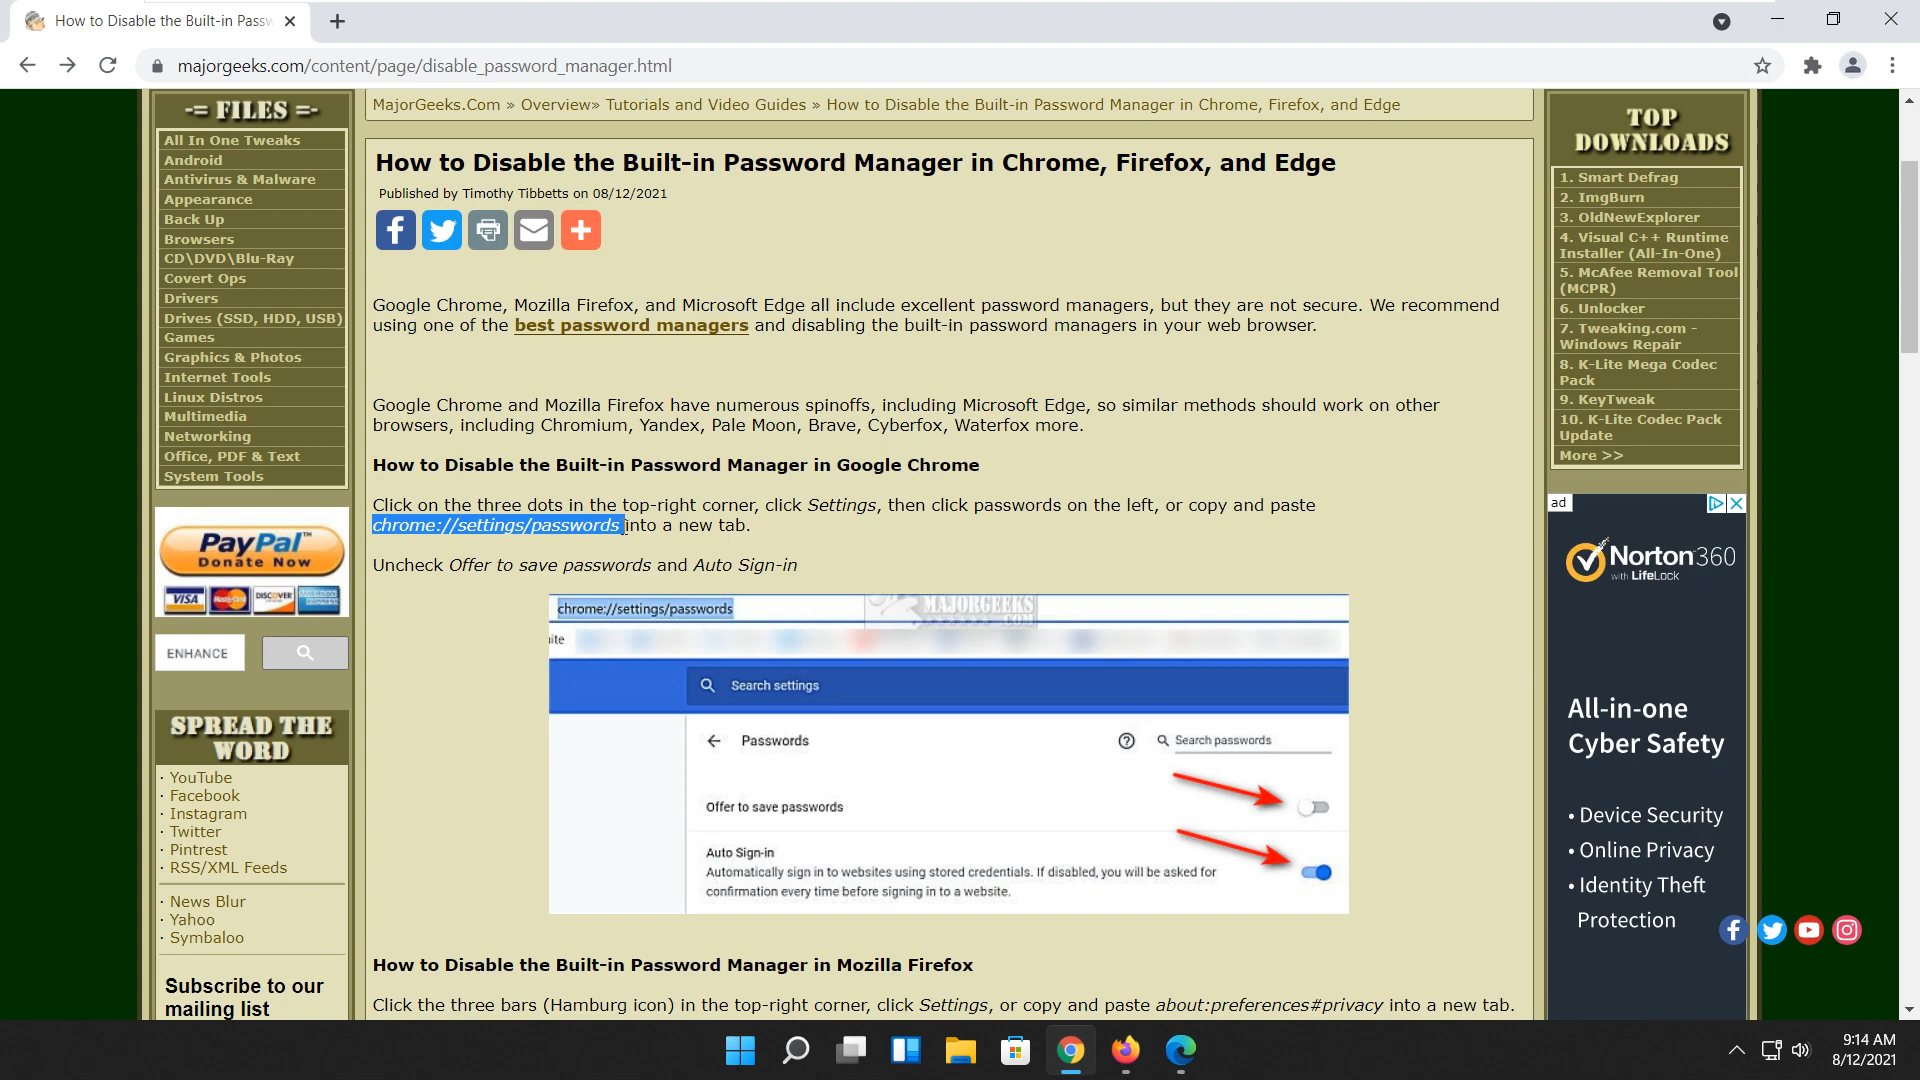 How to Disable the Built-in Passw
majorgeeks.com/content/page/disable_password_manager.html
-= FILES =-
All In One Tweaks
Android
Antivirus & Malware
Appearance
Back Up
Browsers
CD\DVD\Blu-Ray
Covert Ops
Drivers
Drives (SSD, HDD, USB)
Games
Graphics & Photos
Internet Tools
Linux Distros
Multimedia
Networking
Office, PDF & Text
System Tools
PayPal™
Donate Now
VISA MasterCard DISCOVER AMERICAN EXPRESS
ENHANCE
SPREAD THE
WORD
· YouTube
· Facebook
· Instagram
· Twitter
· Pintrest
· RSS/XML Feeds
· News Blur
· Yahoo
· Symbaloo
Subscribe to our
mailing list
MajorGeeks.Com » Overview» Tutorials and Video Guides » How to Disable the Built-in Password Manager in Chrome, Firefox, and Edge
How to Disable the Built-in Password Manager in Chrome, Firefox, and Edge
Published by Timothy Tibbetts on 08/12/2021
Google Chrome, Mozilla Firefox, and Microsoft Edge all include excellent password managers, but they are not secure. We recommend
using one of the best password managers and disabling the built-in password managers in your web browser.
Google Chrome and Mozilla Firefox have numerous spinoffs, including Microsoft Edge, so similar methods should work on other
browsers, including Chromium, Yandex, Pale Moon, Brave, Cyberfox, Waterfox more.
How to Disable the Built-in Password Manager in Google Chrome
Click on the three dots in the top-right corner, click Settings, then click passwords on the left, or copy and paste
chrome://settings/passwords into a new tab.
Uncheck Offer to save passwords and Auto Sign-in
chrome://settings/passwords
MAJORGEEKS
.COM
uite
Search settings
Passwords
Search passwords
Offer to save passwords
Auto Sign-in
Automatically sign in to websites using stored credentials. If disabled, you will be asked for
confirmation every time before signing in to a website.
How to Disable the Built-in Password Manager in Mozilla Firefox
Click the three bars (Hamburg icon) in the top-right corner, click Settings, or copy and paste about:preferences#privacy into a new tab.
TOP
DOWNLOADS
1. Smart Defrag
2. ImgBurn
3. OldNewExplorer
4. Visual C++ Runtime
Installer (All-In-One)
5. McAfee Removal Tool
(MCPR)
6. Unlocker
7. Tweaking.com -
Windows Repair
8. K-Lite Mega Codec
Pack
9. KeyTweak
10. K-Lite Codec Pack
Update
More >>
ad
Norton360
with LifeLock
All-in-one
Cyber Safety
• Device Security
• Online Privacy
• Identity Theft
Protection
9:14 AM
8/12/2021